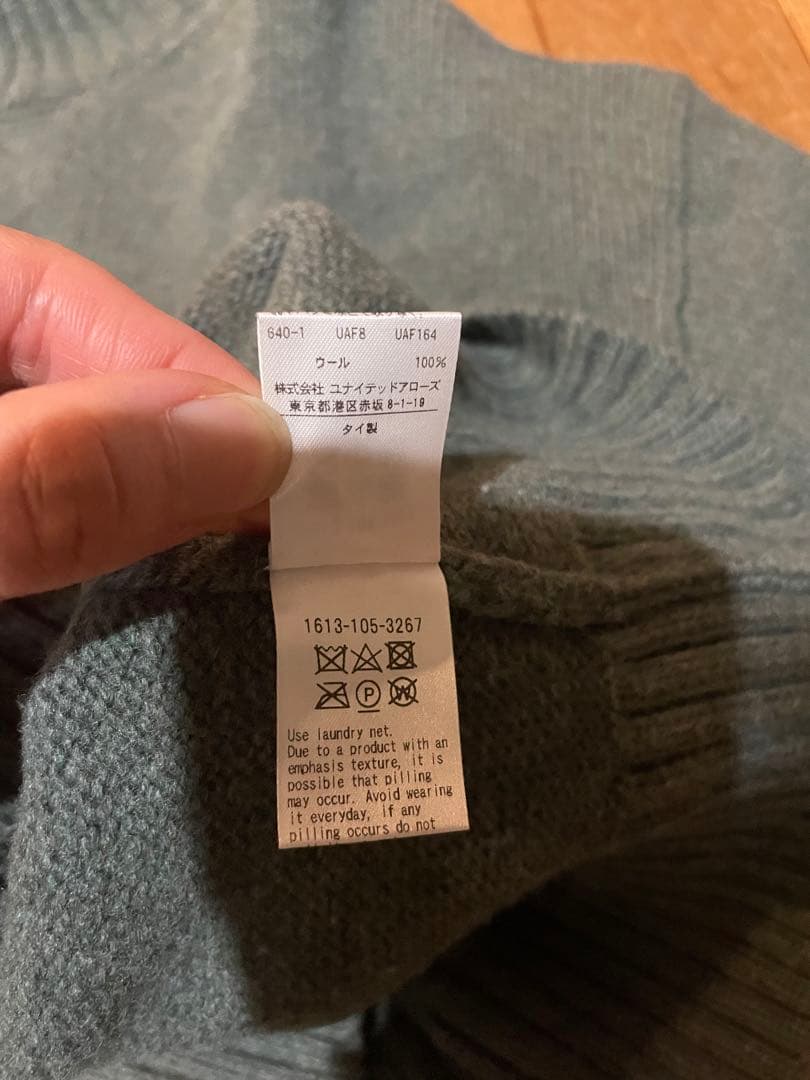 640-1 UAF8 UAF164
ウール 100%
株式会社 ユナイテッドアローズ
東京都港区赤坂 8-1-19
タイ製
1613-105-3267
P W
Use laundry net.
Due to a product with an
emphasis texture, it is
possible that pilling
may occur. Avoid wearing
it everyday, if any
pilling occurs do not